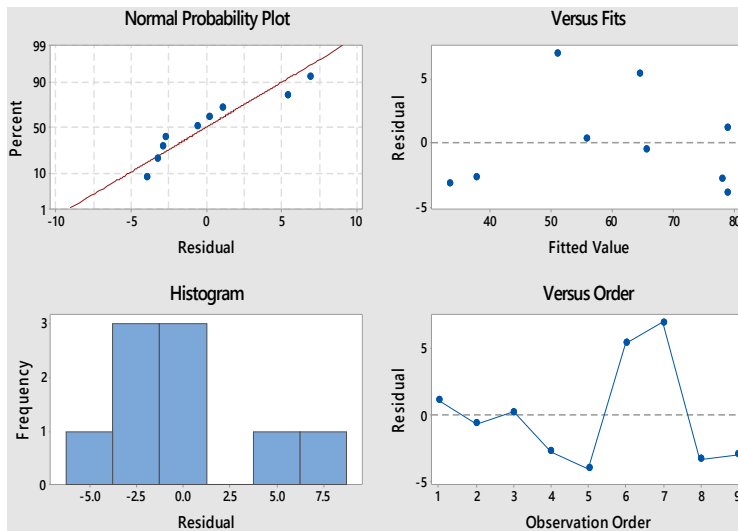 Normal Probability Plot
99
90
50
10
1
Percent
-10 -5 0 5 10
Residual
Versus Fits
5
0
-5
Residual
40 50 60 70 80
Fitted Value
Histogram
3
2
1
0
Frequency
-5.0 -2.5 0.0 2.5 5.0 7.5
Residual
Versus Order
5
0
-5
Residual
1 2 3 4 5 6 7 8 9
Observation Order